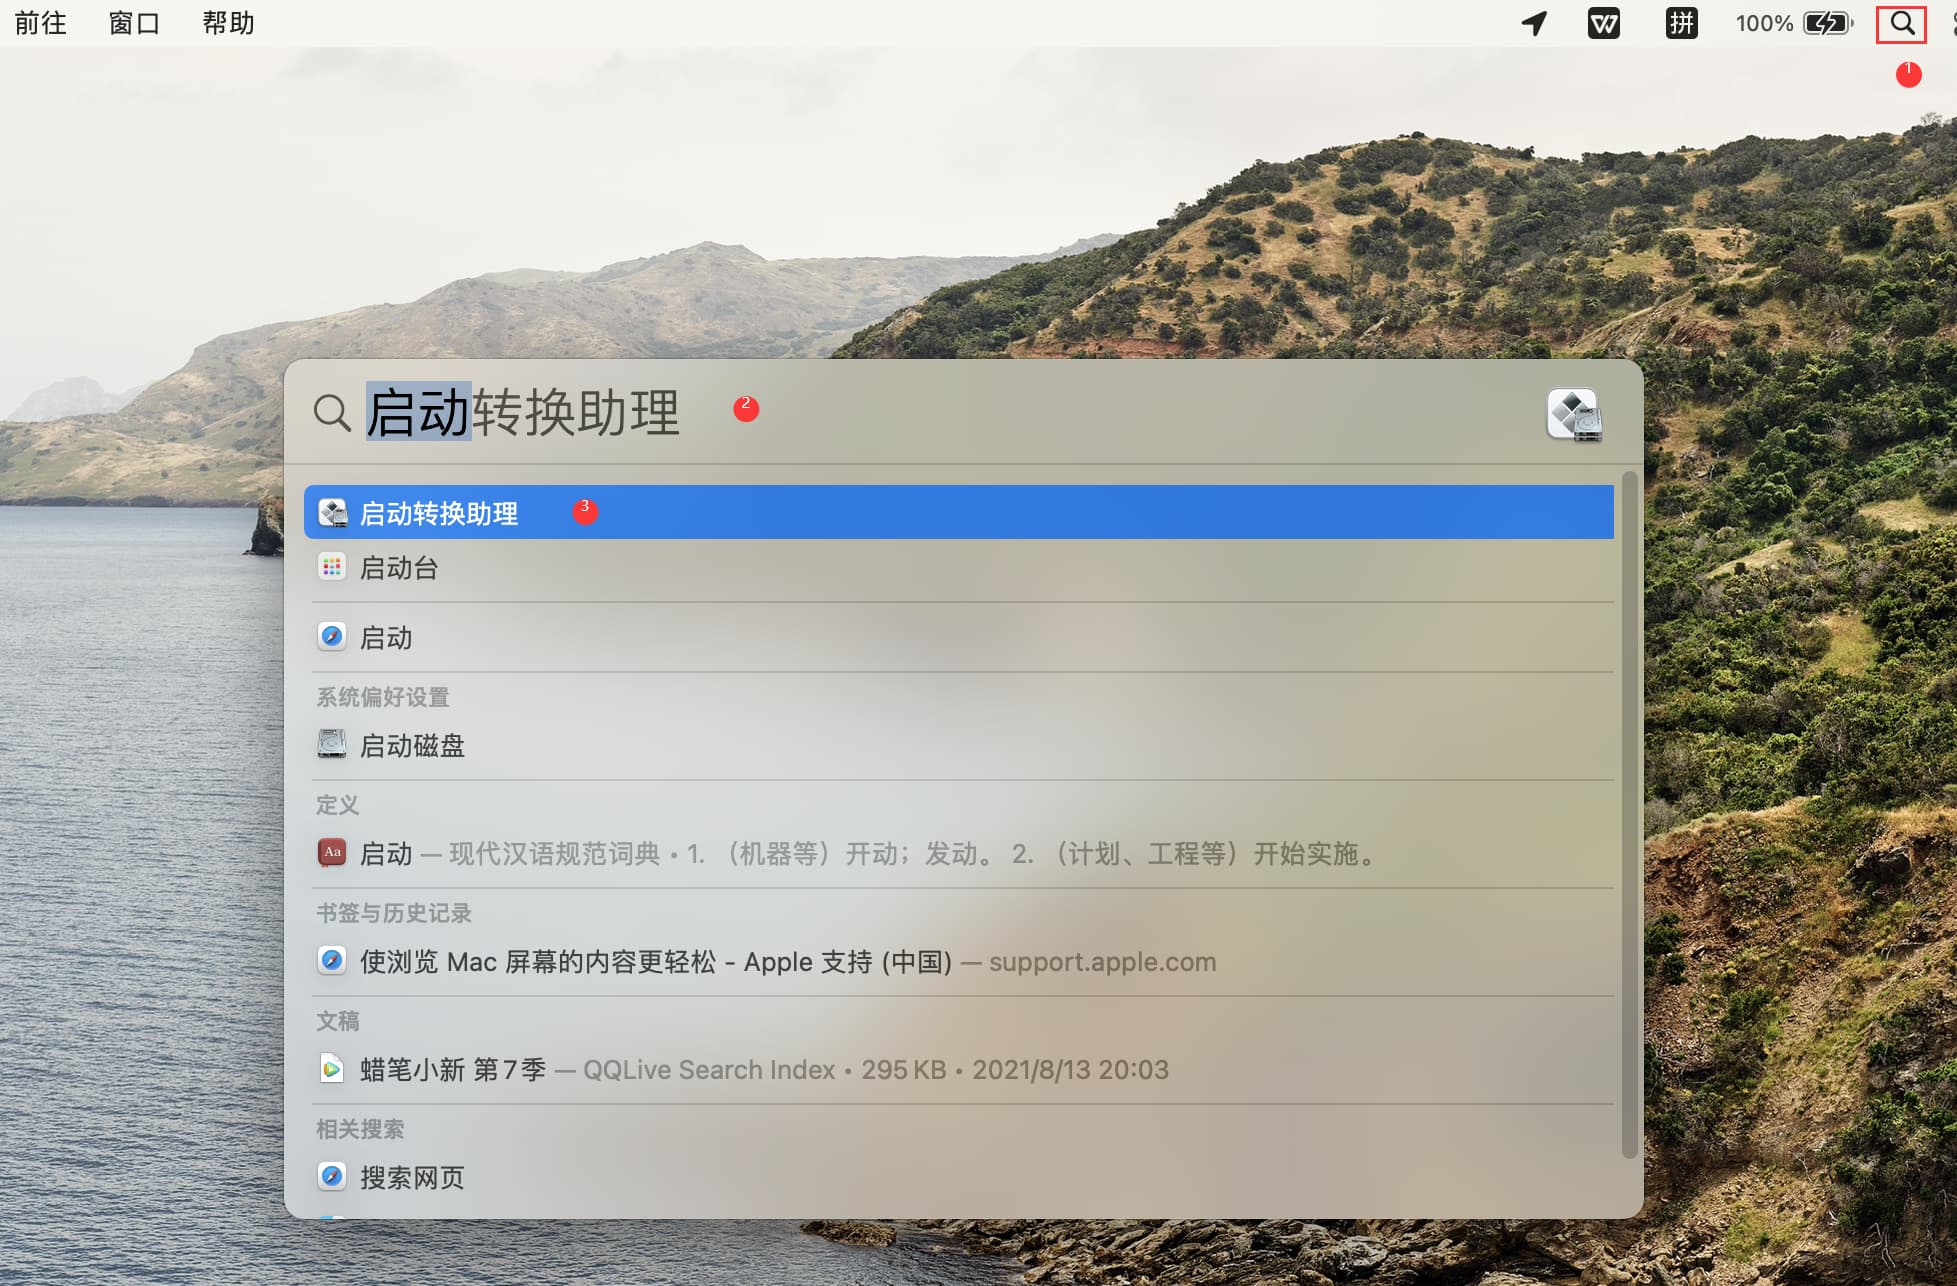 前往 窗口 帮助 W 拼 100%
1
启动转换助理 2
启动转换助理 3
启动台
启动
系统偏好设置
启动磁盘
定义
Aa 启动 — 现代汉语规范词典 • 1. （机器等）开动；发动。 2. （计划、工程等）开始实施。
书签与历史记录
使浏览 Mac 屏幕的内容更轻松 - Apple 支持 (中国) — support.apple.com
文稿
蜡笔小新 第7季 — QQLive Search Index • 295 KB • 2021/8/13 20:03
相关搜索
搜索网页